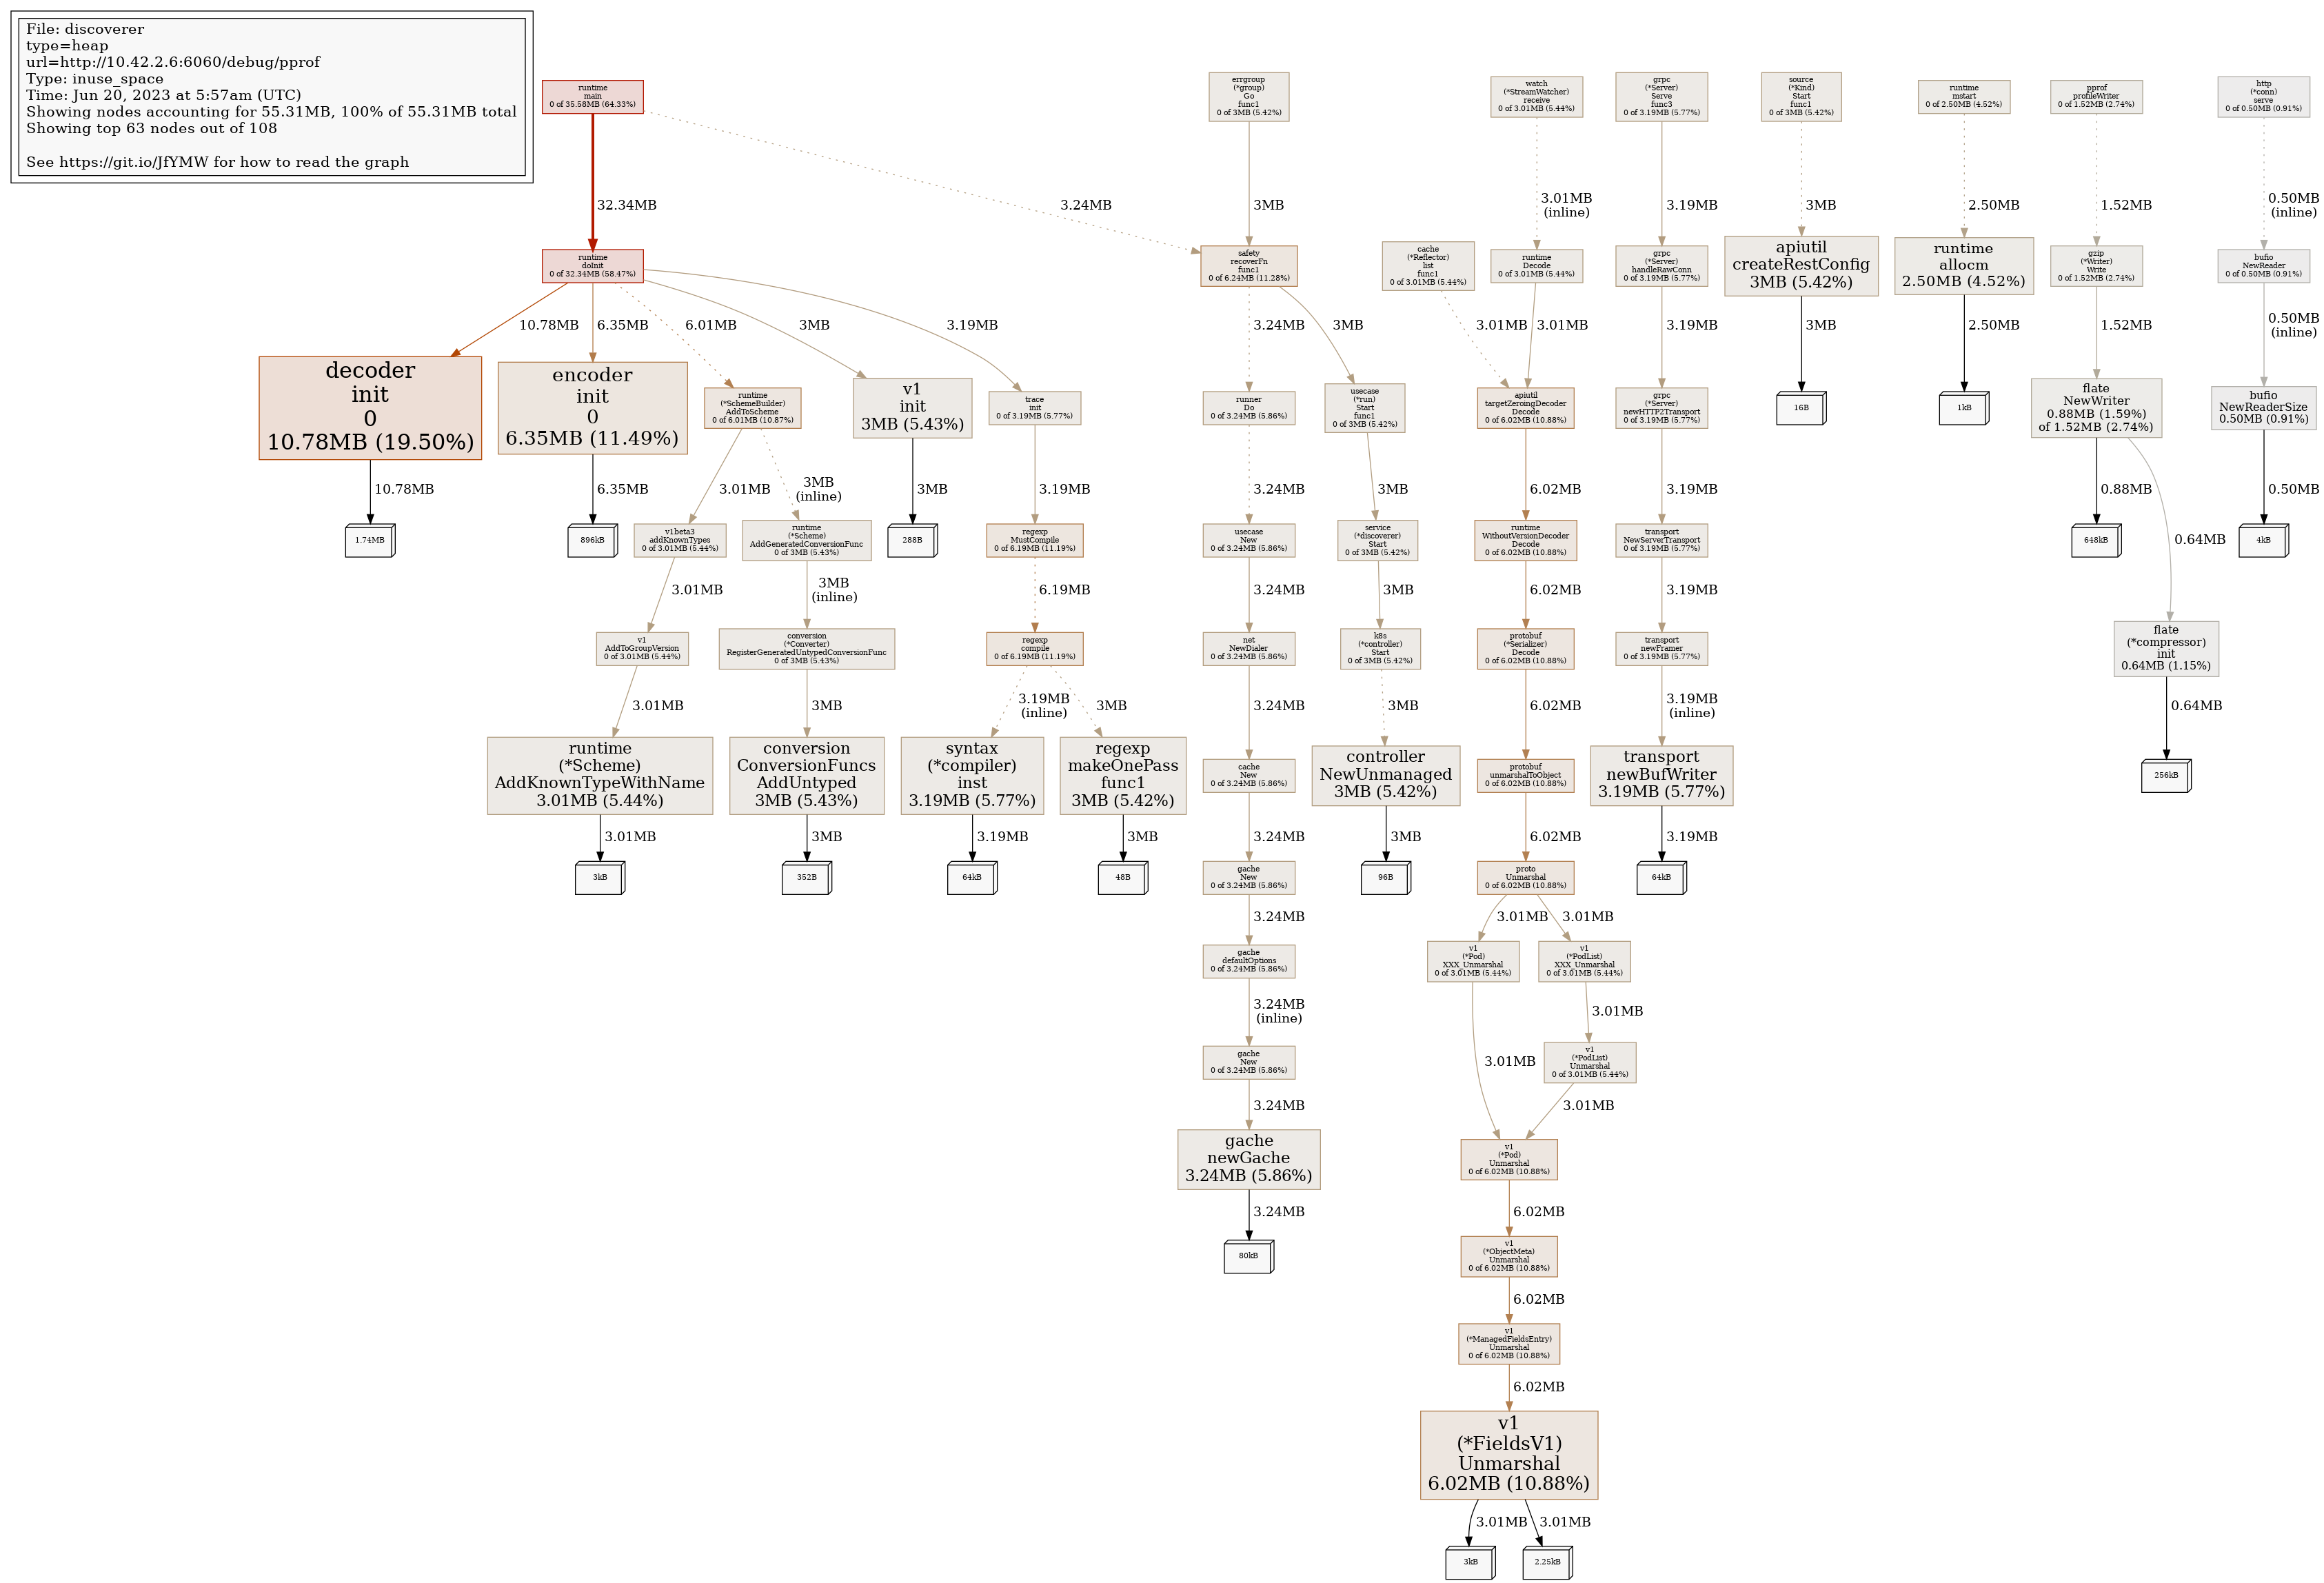 File: discoverer
type=heap
url=http://10.42.2.6:6060/debug/pprof
Type: inuse_space
Time: Jun 20, 2023 at 5:57am (UTC)
Showing nodes accounting for 55.31MB, 100% of 55.31MB total
Showing top 63 nodes out of 108
See https://git.io/JfYMW for how to read the graph
runtime
main
0 of 35.58MB (64.33%)
errgroup
(*group)
Go
func1
0 of 3MB (5.42%)
watch
(*StreamWatcher)
receive
0 of 3.01MB (5.44%)
grpc
(*Server)
Serve
func3
0 of 3.19MB (5.77%)
source
(*Kind)
Start
func1
0 of 3MB (5.42%)
runtime
mstart
0 of 2.50MB (4.52%)
pprof
profileWriter
0 of 1.52MB (2.74%)
http
(*conn)
serve
0 of 0.50MB (0.91%)
32.34MB
3.24MB
3MB
3.01MB
(inline)
3.19MB
3MB
2.50MB
1.52MB
0.50MB
(inline)
runtime
doInit
0 of 32.34MB (58.47%)
safety
recoverFn
func1
0 of 6.24MB (11.28%)
cache
(*Reflector)
list
func1
0 of 3.01MB (5.44%)
runtime
Decode
0 of 3.01MB (5.44%)
grpc
(*Server)
handleRawConn
0 of 3.19MB (5.77%)
apiutil
createRestConfig
3MB (5.42%)
runtime
allocm
2.50MB (4.52%)
gzip
(*Writer)
Write
0 of 1.52MB (2.74%)
bufio
NewReader
0 of 0.50MB (0.91%)
10.78MB
6.35MB
6.01MB
3MB
3.19MB
3.24MB
3MB
3.01MB
3.01MB
3.19MB
3MB
2.50MB
1.52MB
0.50MB
(inline)
decoder
init
0
10.78MB (19.50%)
encoder
init
0
6.35MB (11.49%)
runtime
(*SchemeBuilder)
AddToScheme
0 of 6.01MB (10.87%)
v1
init
3MB (5.43%)
trace
init
0 of 3.19MB (5.77%)
runner
Do
0 of 3.24MB (5.86%)
usecase
(*run)
Start
func1
0 of 3MB (5.42%)
apiutil
targetZeroingDecoder
Decode
0 of 6.02MB (10.88%)
grpc
(*Server)
newHTTP2Transport
0 of 3.19MB (5.77%)
16B
1kB
flate
NewWriter
0.88MB (1.59%)
of 1.52MB (2.74%)
bufio
NewReaderSize
0.50MB (0.91%)
10.78MB
6.35MB
3.01MB
3MB
(inline)
3MB
3.19MB
3.24MB
3MB
6.02MB
3.19MB
0.88MB
0.64MB
0.50MB
1.74MB
896kB
v1beta3
addKnownTypes
0 of 3.01MB (5.44%)
runtime
(*Scheme)
AddGeneratedConversionFunc
0 of 3MB (5.43%)
288B
regexp
MustCompile
0 of 6.19MB (11.19%)
usecase
New
0 of 3.24MB (5.86%)
service
(*discoverer)
Start
0 of 3MB (5.42%)
runtime
WithoutVersionDecoder
Decode
0 of 6.02MB (10.88%)
transport
NewServerTransport
0 of 3.19MB (5.77%)
648kB
4kB
3.01MB
3MB
(inline)
6.19MB
3.24MB
3MB
6.02MB
3.19MB
v1
AddToGroupVersion
0 of 3.01MB (5.44%)
conversion
(*Converter)
RegisterGeneratedUntypedConversionFunc
0 of 3MB (5.43%)
regexp
compile
0 of 6.19MB (11.19%)
net
NewDialer
0 of 3.24MB (5.86%)
k8s
(*controller)
Start
0 of 3MB (5.42%)
protobuf
(*Serializer)
Decode
0 of 6.02MB (10.88%)
transport
newFramer
0 of 3.19MB (5.77%)
flate
(*compressor)
init
0.64MB (1.15%)
3.01MB
3MB
3.19MB
(inline)
3MB
3.24MB
3MB
6.02MB
3.19MB
(inline)
0.64MB
runtime
(*Scheme)
AddKnownTypeWithName
3.01MB (5.44%)
conversion
ConversionFuncs
AddUntyped
3MB (5.43%)
syntax
(*compiler)
inst
3.19MB (5.77%)
regexp
makeOnePass
func1
3MB (5.42%)
cache
New
0 of 3.24MB (5.86%)
controller
NewUnmanaged
3MB (5.42%)
protobuf
unmarshalToObject
0 of 6.02MB (10.88%)
transport
newBufWriter
3.19MB (5.77%)
256kB
3.01MB
3MB
3.19MB
3MB
3.24MB
3MB
6.02MB
3.19MB
3kB
352B
64kB
48B
gache
New
0 of 3.24MB (5.86%)
96B
proto
Unmarshal
0 of 6.02MB (10.88%)
64kB
3.24MB
3.01MB
3.01MB
gache
defaultOptions
0 of 3.24MB (5.86%)
v1
(*Pod)
XXX_Unmarshal
0 of 3.01MB (5.44%)
v1
(*PodList)
XXX_Unmarshal
0 of 3.01MB (5.44%)
3.24MB
(inline)
3.01MB
3.01MB
gache
New
0 of 3.24MB (5.86%)
v1
(*PodList)
Unmarshal
0 of 3.01MB (5.44%)
3.24MB
3.01MB
gache
newGache
3.24MB (5.86%)
v1
(*Pod)
Unmarshal
0 of 6.02MB (10.88%)
3.24MB
6.02MB
80kB
v1
(*ObjectMeta)
Unmarshal
0 of 6.02MB (10.88%)
6.02MB
v1
(*ManagedFieldsEntry)
Unmarshal
0 of 6.02MB (10.88%)
6.02MB
v1
(*FieldsV1)
Unmarshal
6.02MB (10.88%)
3.01MB
3.01MB
3kB
2.25kB